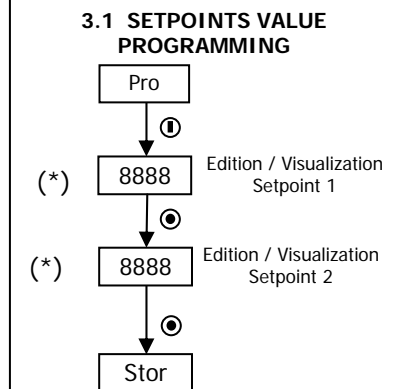 3.1 SETPOINTS VALUE
PROGRAMMING
Pro
(*) 8888 Edition / Visualization
Setpoint 1
(*) 8888 Edition / Visualization
Setpoint 2
Stor